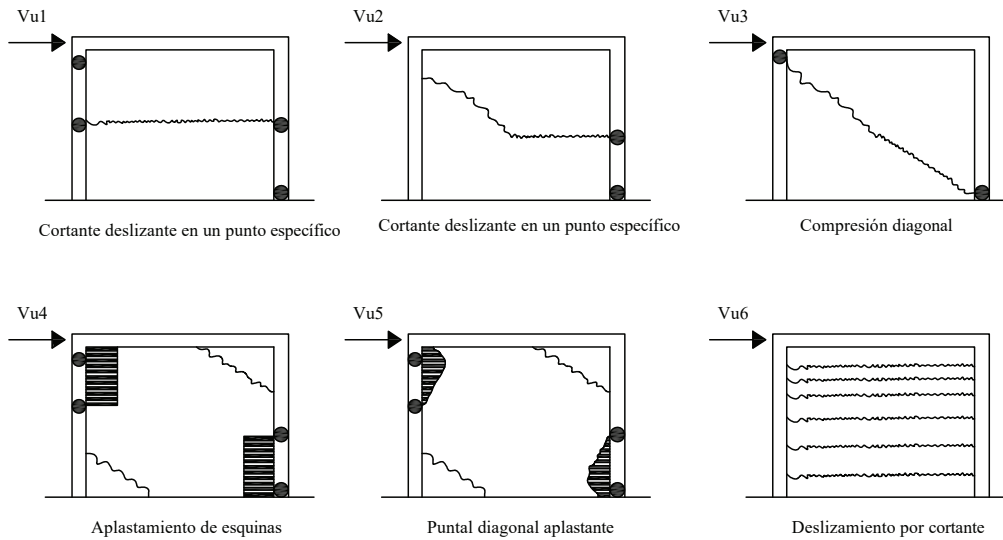 Vu1
Vu2
Vu3
Cortante deslizante en un punto específico
Cortante deslizante en un punto específico
Compresión diagonal
Vu4
Vu5
Vu6
Aplastamiento de esquinas
Puntal diagonal aplastante
Deslizamiento por cortante